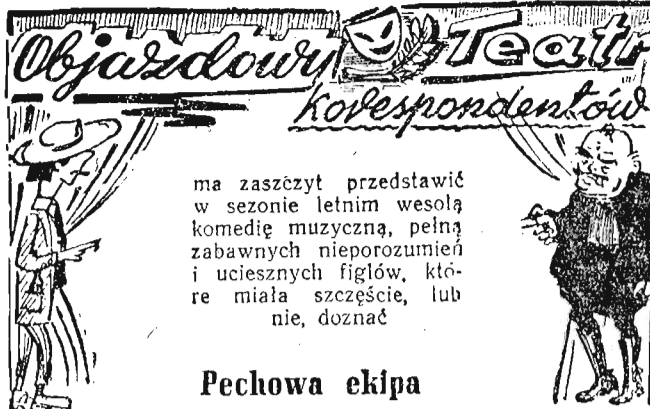 Objazdowy Teatr
Korespondentów
ma zaszczyt przedstawić
w sezonie letnim wesołą
komedię muzyczną, pełną
zabawnych nieporozumień
i uciesznych figlów, któ-
re miała szczęście, lub
nie, doznać
Pechowa ekipa